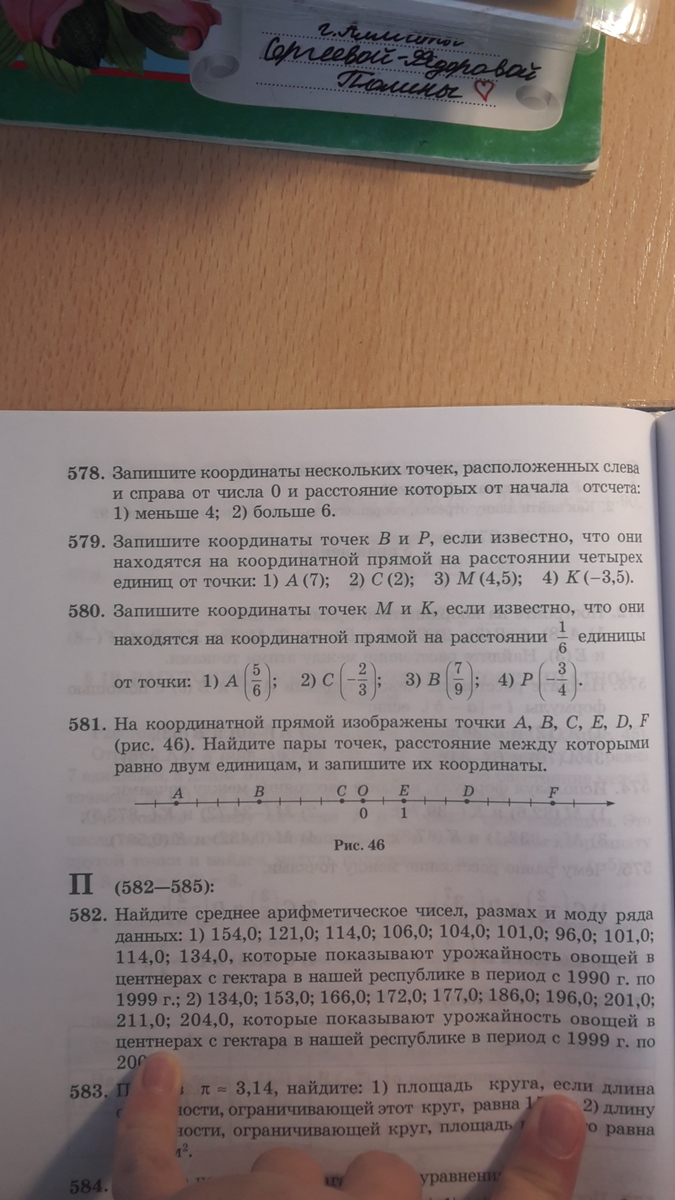 Сергеевой-Фёдоровой
Полины
578. Запишите координаты нескольких точек, расположенных слева
и справа от числа 0 и расстояние которых от начала отсчета:
1) меньше 4; 2) больше 6.
579. Запишите координаты точек B и P, если известно, что они
находятся на координатной прямой на расстоянии четырех
единиц от точки: 1) A (7); 2) C (2); 3) M (4,5); 4) K (−3,5).
580. Запишите координаты точек M и K, если известно, что они
находятся на координатной прямой на расстоянии 1/6 единицы
от точки: 1) A (5/6); 2) C (−2/3); 3) B (7/9); 4) P (−3/4).
581. На координатной прямой изображены точки A, B, C, E, D, F
(рис. 46). Найдите пары точек, расстояние между которыми
равно двум единицам, и запишите их координаты.
A B C O E D F
0 1
Рис. 46
П (582—585):
582. Найдите среднее арифметическое чисел, размах и моду ряда
данных: 1) 154,0; 121,0; 114,0; 106,0; 104,0; 101,0; 96,0; 101,0;
114,0; 134,0, которые показывают урожайность овощей в
центнерах с гектара в нашей республике в период с 1990 г. по
1999 г.; 2) 134,0; 153,0; 166,0; 172,0; 177,0; 186,0; 196,0; 201,0;
211,0; 204,0, которые показывают урожайность овощей в
центнерах с гектара в нашей республике в период с 1999 г. по
583. π ≈ 3,14, найдите: 1) площадь круга, если длина
ограничивающей этот круг, равна 2) длину
ограничивающей круг, площадь равна
584.